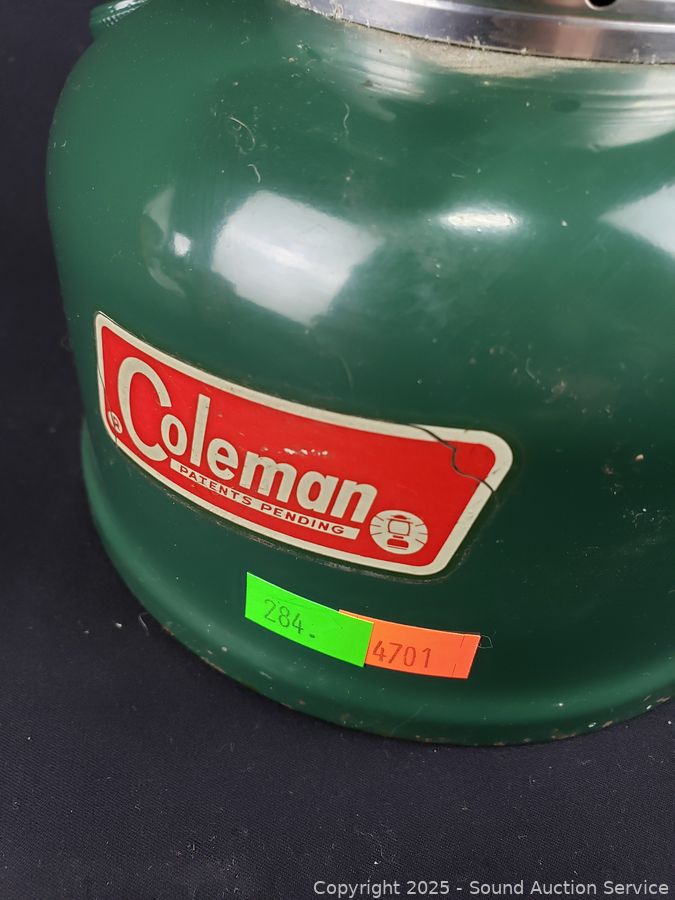 Coleman
PATENTS PENDING
284.
4701
Copyright 2025 - Sound Auction Service